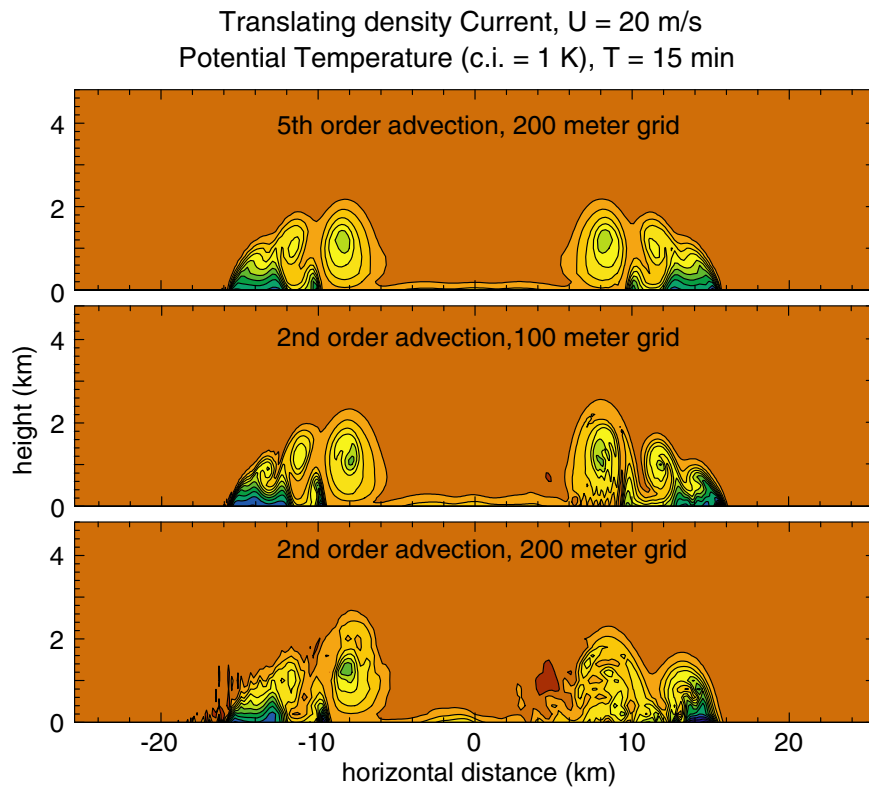 Translating density Current, U = 20 m/s
Potential Temperature (c.i. = 1 K), T = 15 min
5th order advection, 200 meter grid
4
2
0
2nd order advection,100 meter grid
4
2
0
height (km)
2nd order advection, 200 meter grid
4
2
0
-20 -10 0 10 20
horizontal distance (km)